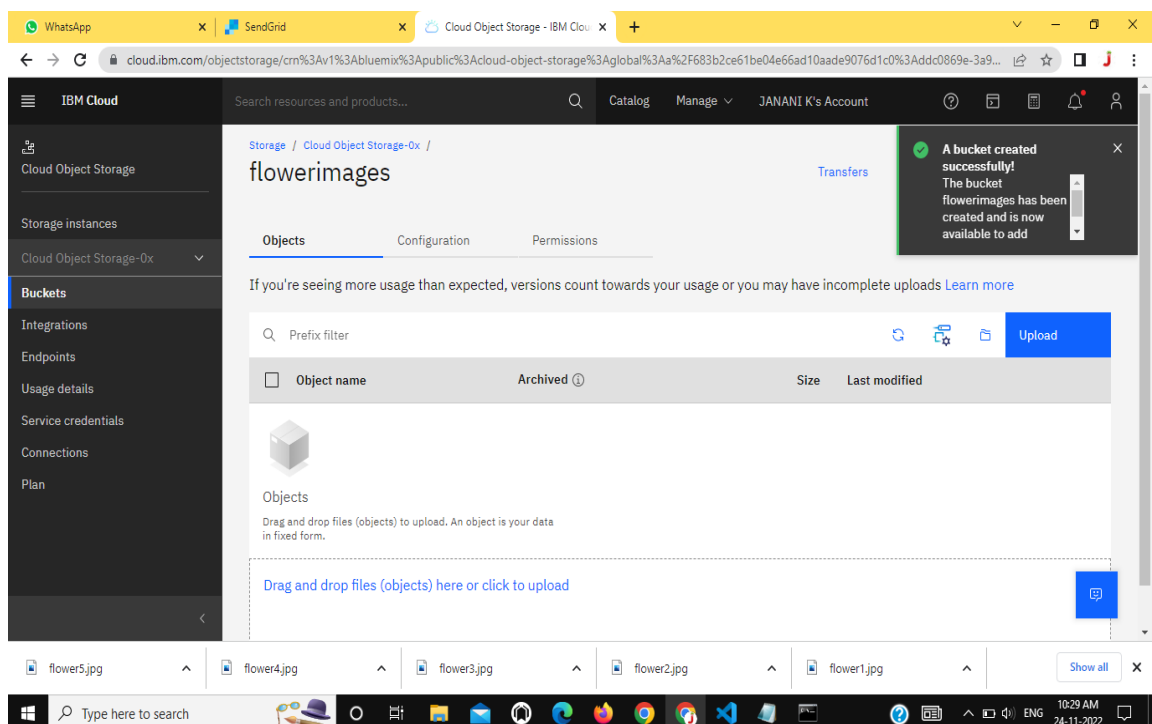 WhatsApp
SendGrid
Cloud Object Storage - IBM Clou
cloud.ibm.com/objectstorage/crn%3Av1%3Abluemix%3Apublic%3Acloud-object-storage%3Aglobal%3Aa%2F683b2ce61be04e66ad10aade9076d1c0%3Addc0869e-3a9...
IBM Cloud
Search resources and products...
Catalog
Manage
JANANI K's Account
Cloud Object Storage
Storage instances
Cloud Object Storage-0x
Buckets
Integrations
Endpoints
Usage details
Service credentials
Connections
Plan
Storage / Cloud Object Storage-0x /
flowerimages
Transfers
A bucket created
successfully!
The bucket
flowerimages has been
created and is now
available to add
Objects
Configuration
Permissions
If you're seeing more usage than expected, versions count towards your usage or you may have incomplete uploads Learn more
Prefix filter
Upload
Object name
Archived
Size
Last modified
Objects
Drag and drop files (objects) to upload. An object is your data
in fixed form.
Drag and drop files (objects) here or click to upload
flower5.jpg
flower4.jpg
flower3.jpg
flower2.jpg
flower1.jpg
Show all
Type here to search
ENG
10:29 AM
24-11-2022